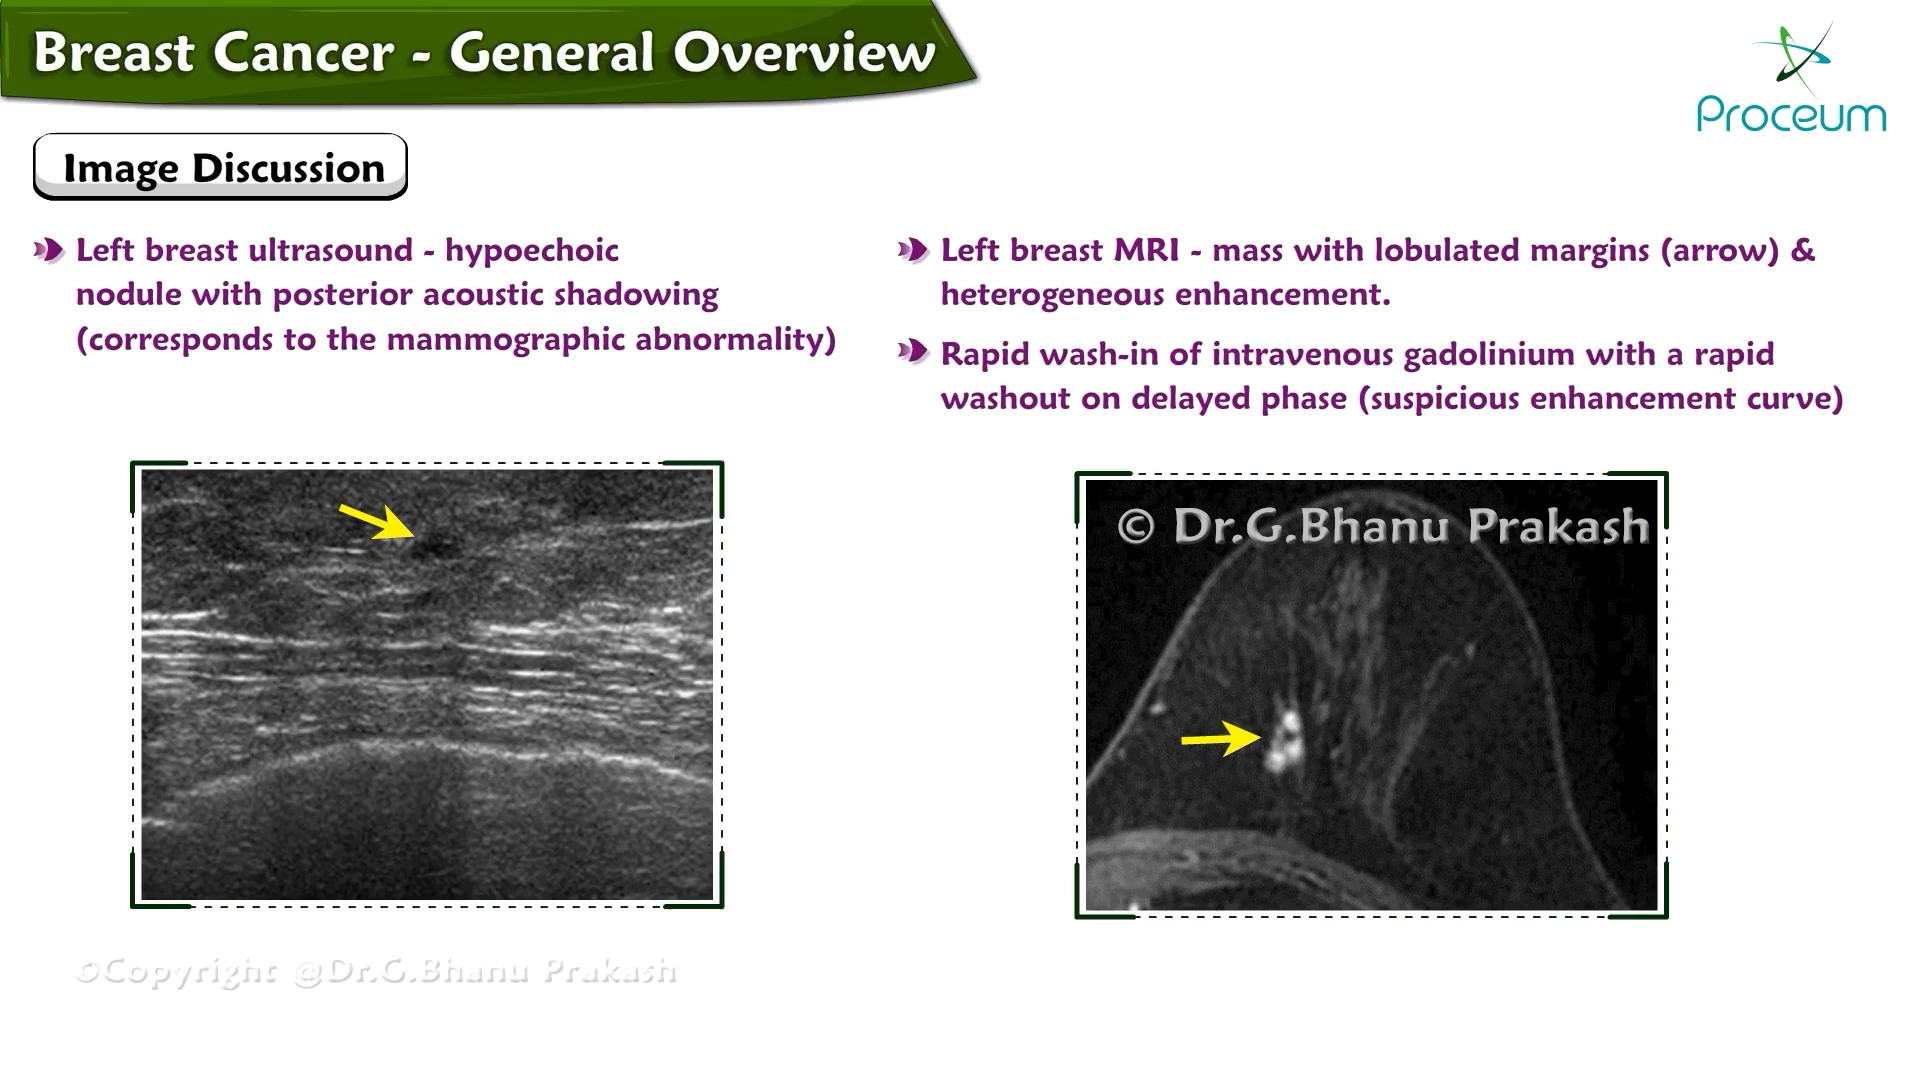 Breast Cancer - General Overview
Proceum
Image Discussion
Left breast ultrasound - hypoechoic
nodule with posterior acoustic shadowing
(corresponds to the mammographic abnormality)
Left breast MRI - mass with lobulated margins (arrow) &
heterogeneous enhancement.
Rapid wash-in of intravenous gadolinium with a rapid
washout on delayed phase (suspicious enhancement curve)
© Dr.G.Bhanu Prakash
©Copyright @Dr.G.Bhanu Prakash